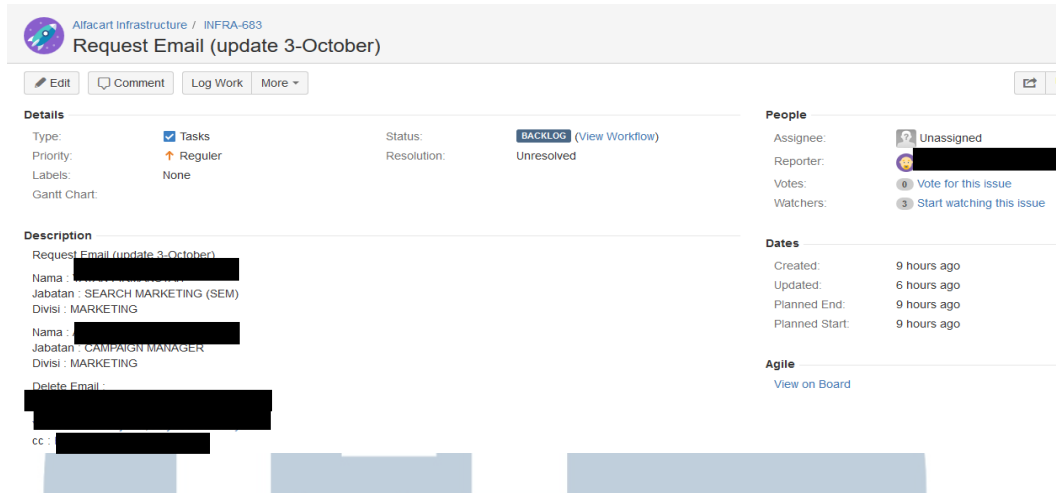 Alfacart Infrastructure / INFRA-683
Request Email (update 3-October)
Edit Comment Log Work More
Details
Type: Tasks Status: BACKLOG (View Workflow)
Priority: Reguler Resolution: Unresolved
Labels: None
Gantt Chart:
Description
Request Email (update 3-October)
Nama :
Jabatan : SEARCH MARKETING (SEM)
Divisi : MARKETING
Nama :
Jabatan : CAMPAIGN MANAGER
Divisi : MARKETING
Delete Email :
cc :
People
Assignee: Unassigned
Reporter:
Votes: 0 Vote for this issue
Watchers: 3 Start watching this issue
Dates
Created: 9 hours ago
Updated: 6 hours ago
Planned End: 9 hours ago
Planned Start: 9 hours ago
Agile
View on Board